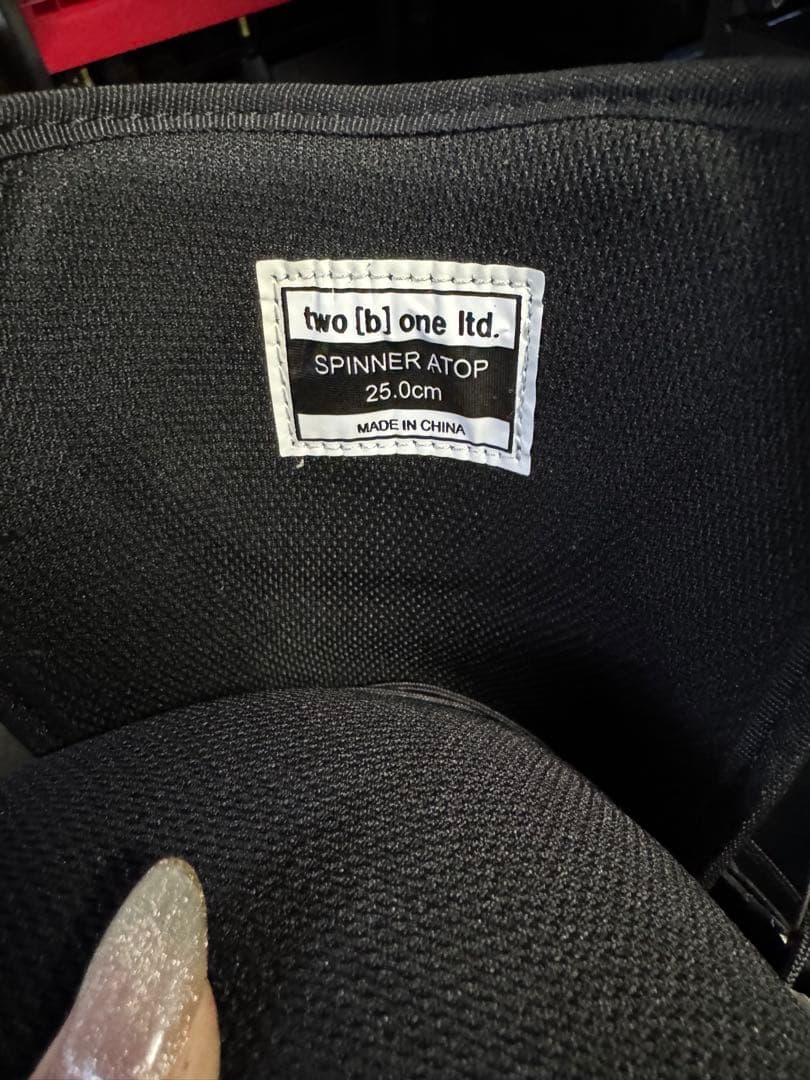 two [b] one ltd.
SPINNER ATOP
25.0cm
MADE IN CHINA